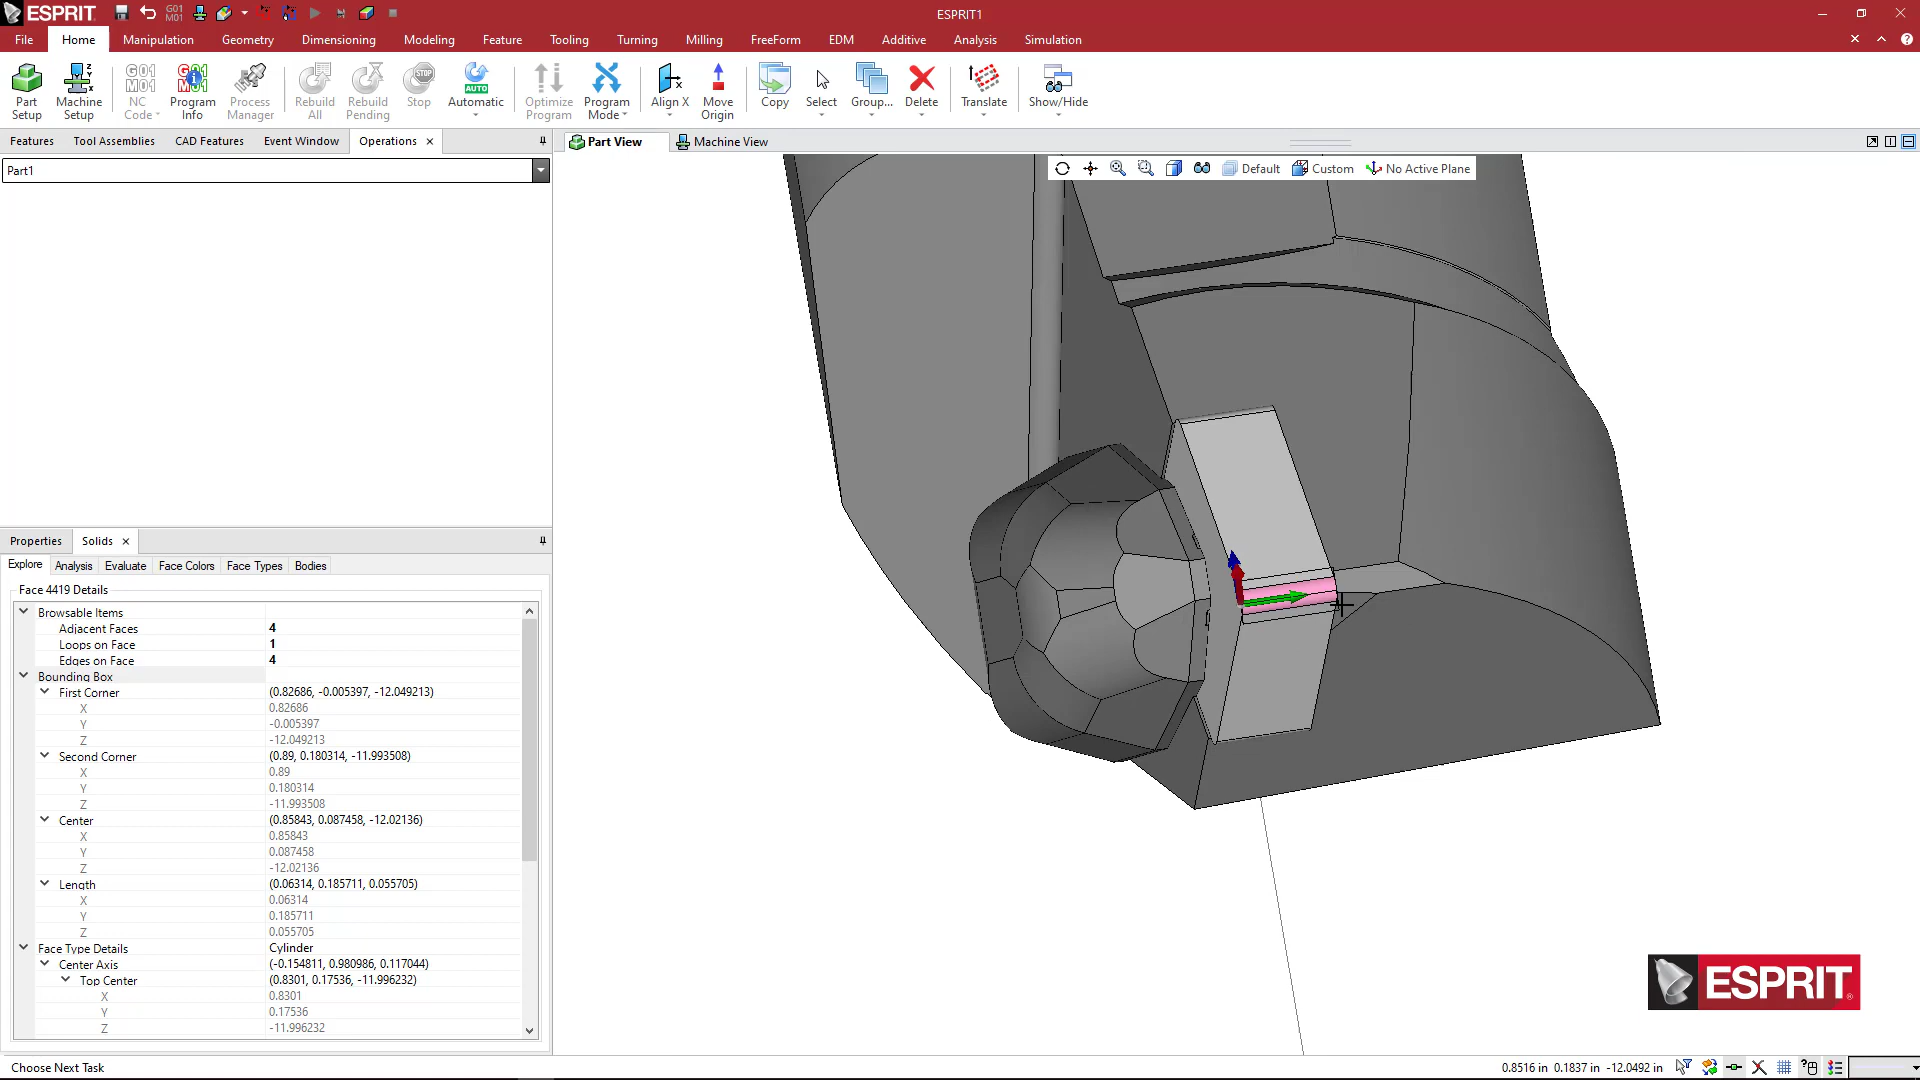 ESPRIT
G01
M01
ESPRIT1
File
Home
Manipulation
Geometry
Dimensioning
Modeling
Feature
Tooling
Turning
Milling
FreeForm
EDM
Additive
Analysis
Simulation
Part
Setup
Machine
Setup
NC
Code
Program
Info
Process
Manager
Rebuild
All
Rebuild
Pending
STOP
Stop
AUTO
Automatic
Optimize
Program
Program
Mode
Align X
Move
Origin
Copy
Select
Group...
Delete
Translate
Show/Hide
Features
Tool Assemblies
CAD Features
Event Window
Operations
Part View
Machine View
Part1
Default
Custom
No Active Plane
Properties
Solids
Explore
Analysis
Evaluate
Face Colors
Face Types
Bodies
Face 4419 Details
Browsable Items
Adjacent Faces 4
Loops on Face 1
Edges on Face 4
Bounding Box
First Corner (0.82686, -0.005397, -12.049213)
X 0.82686
Y -0.005397
Z -12.049213
Second Corner (0.89, 0.180314, -11.993508)
X 0.89
Y 0.180314
Z -11.993508
Center (0.85843, 0.087458, -12.02136)
X 0.85843
Y 0.087458
Z -12.02136
Length (0.06314, 0.185711, 0.055705)
X 0.06314
Y 0.185711
Z 0.055705
Face Type Details Cylinder
Center Axis (-0.154811, 0.980986, 0.117044)
Top Center (0.8301, 0.17536, -11.996232)
X 0.8301
Y 0.17536
Z -11.996232
ESPRIT
Choose Next Task
0.8516 in 0.1837 in -12.0492 in